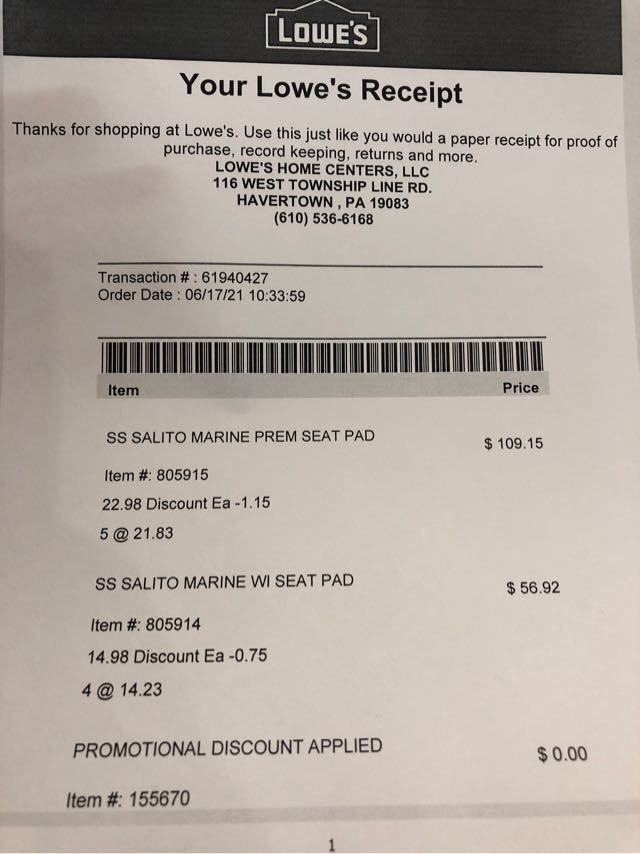 LOWE'S
Your Lowe's Receipt
Thanks for shopping at Lowe's. Use this just like you would a paper receipt for proof of
purchase, record keeping, returns and more.
LOWE'S HOME CENTERS, LLC
116 WEST TOWNSHIP LINE RD.
HAVERTOWN , PA 19083
(610) 536-6168
Transaction # : 61940427
Order Date : 06/17/21 10:33:59
Item Price
SS SALITO MARINE PREM SEAT PAD $ 109.15
Item #: 805915
22.98 Discount Ea -1.15
5 @ 21.83
SS SALITO MARINE WI SEAT PAD $ 56.92
Item #: 805914
14.98 Discount Ea -0.75
4 @ 14.23
PROMOTIONAL DISCOUNT APPLIED $ 0.00
Item #: 155670
1